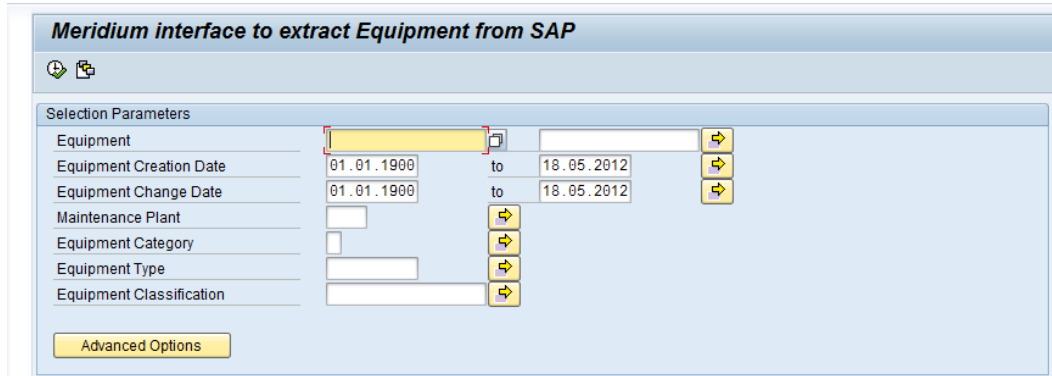 Meridium interface to extract Equipment from SAP
Selection Parameters
Equipment
Equipment Creation Date 01.01.1900 to 18.05.2012
Equipment Change Date 01.01.1900 to 18.05.2012
Maintenance Plant
Equipment Category
Equipment Type
Equipment Classification
Advanced Options